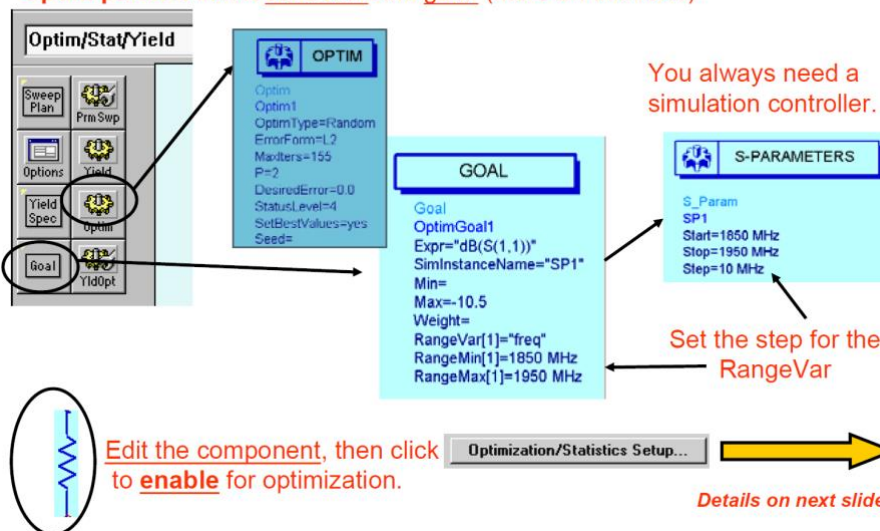 Optim/Stat/Yield
Sweep Plan
Prm Swp
Options
Yield
Yield Spec
Optim
Goal
YldOpt
OPTIM
Optim
Optim1
OptimType=Random
ErrorForm=L2
MaxIters=155
P=2
DesiredError=0.0
StatusLevel=4
SetBestValues=yes
Seed=
GOAL
Goal
OptimGoal1
Expr="dB(S(1,1))"
SimInstanceName="SP1"
Min=
Max=-10.5
Weight=
RangeVar[1]="freq"
RangeMin[1]=1850 MHz
RangeMax[1]=1950 MHz
You always need a
simulation controller.
S-PARAMETERS
S_Param
SP1
Start=1850 MHz
Stop=1950 MHz
Step=10 MHz
Set the step for the
RangeVar
Edit the component, then click
to enable for optimization.
Optimization/Statistics Setup...
Details on next slide